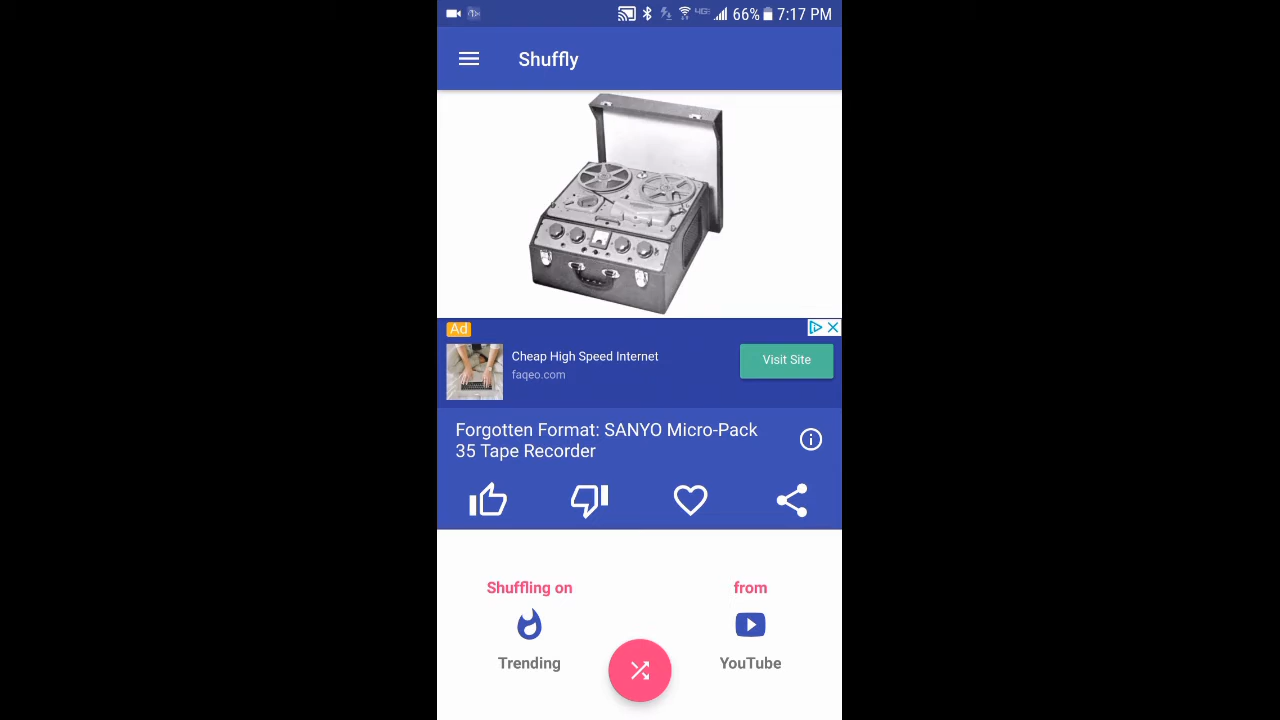 66% 7:17 PM
Shuffly
Ad
Cheap High Speed Internet
faqeo.com
Visit Site
Forgotten Format: SANYO Micro-Pack
35 Tape Recorder
Shuffling on
from
Trending
YouTube